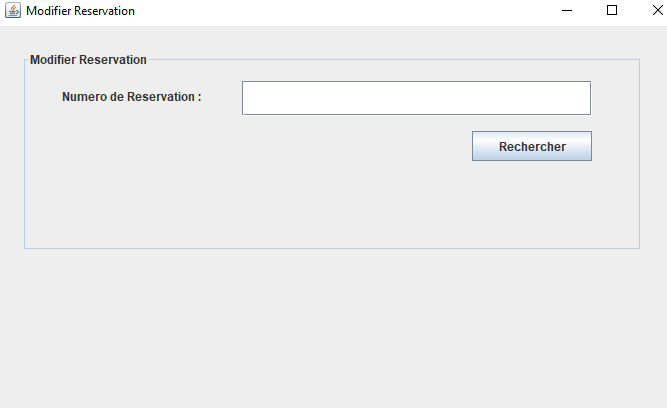 Modifier Reservation
Modifier Reservation
Numero de Reservation :
Rechercher